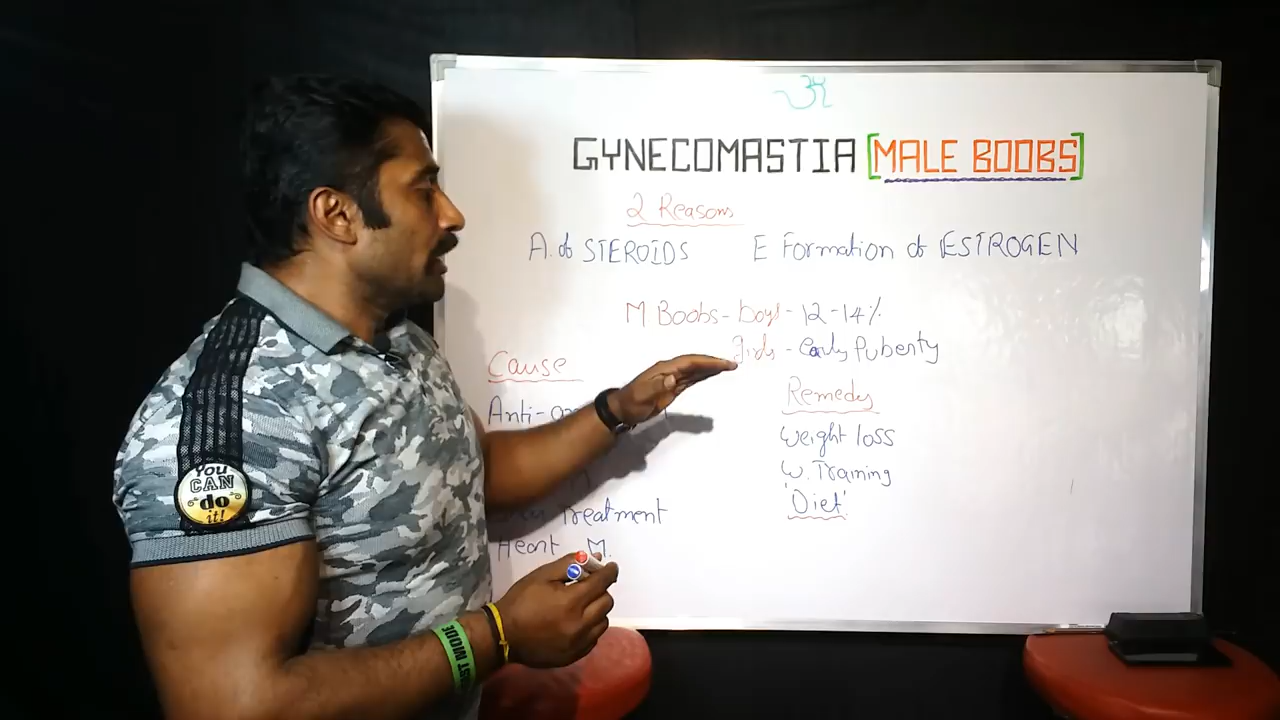 ॐ
GYNECOMASTIA [MALE BOOBS]
2 Reasons
A. of STEROIDS
E Formation of ESTROGEN
M Boobs - boys - 12 - 14%
girls - Early Puberty
Cause
Anti-
Treatment
Heart M.
Remedy
Weight loss
W. Training
'Diet'
You
CAN
do
it!